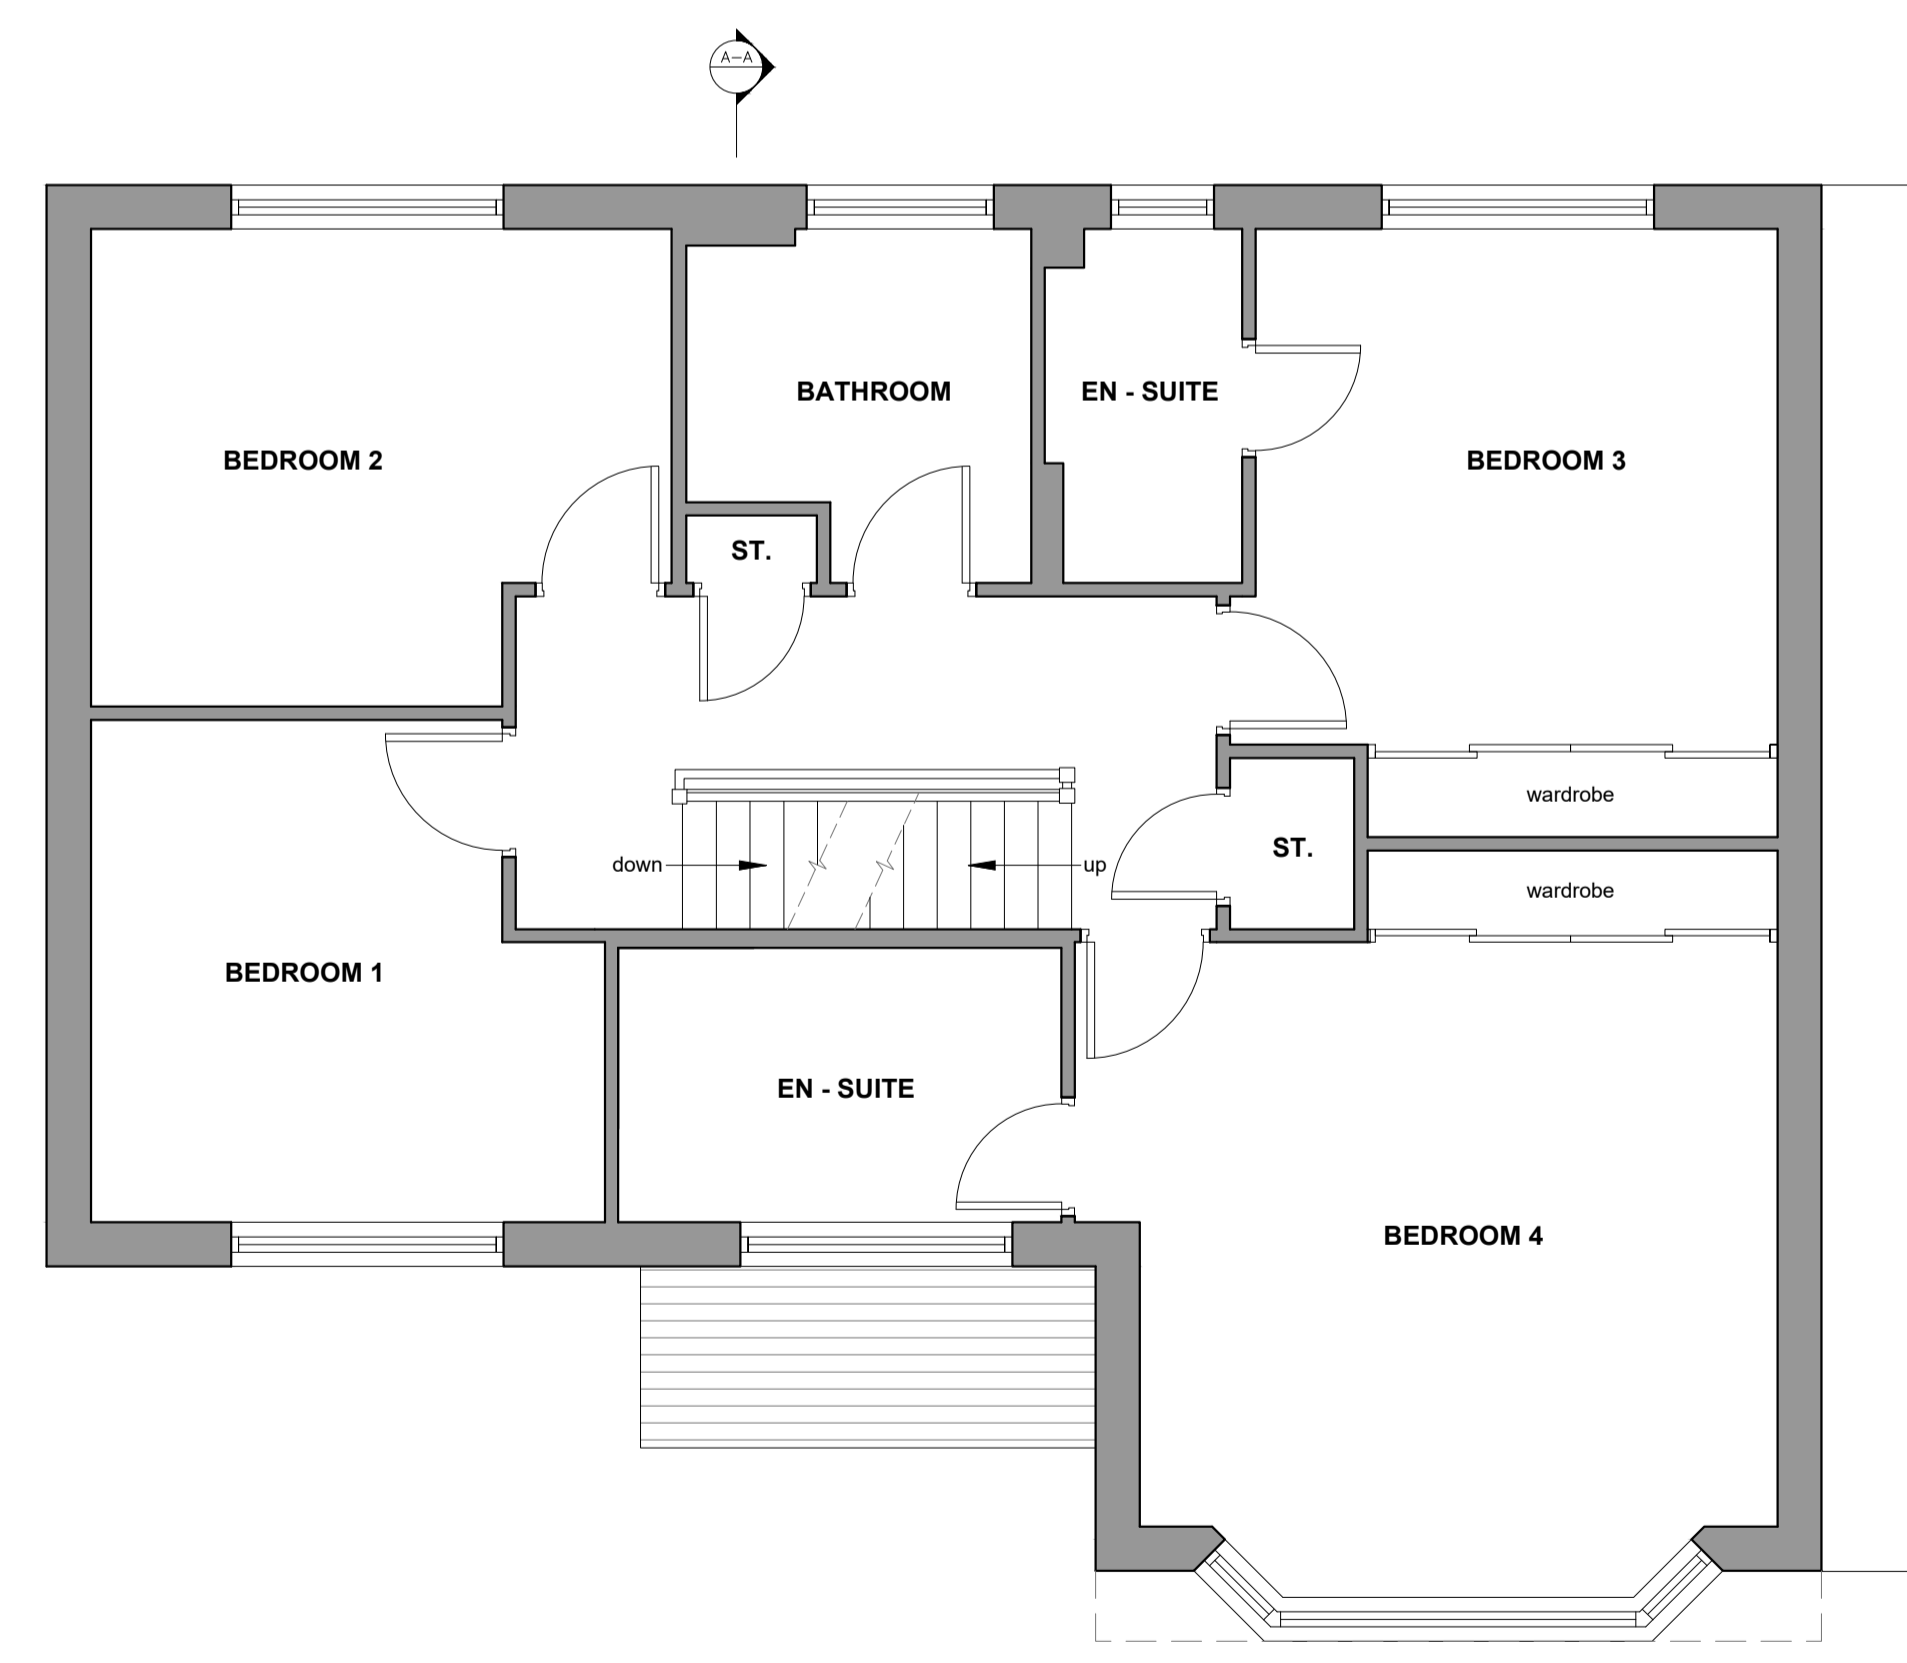 A-A
BATHROOM
EN - SUITE
BEDROOM 2
BEDROOM 3
ST.
wardrobe
ST.
down
up
wardrobe
BEDROOM 1
EN - SUITE
BEDROOM 4